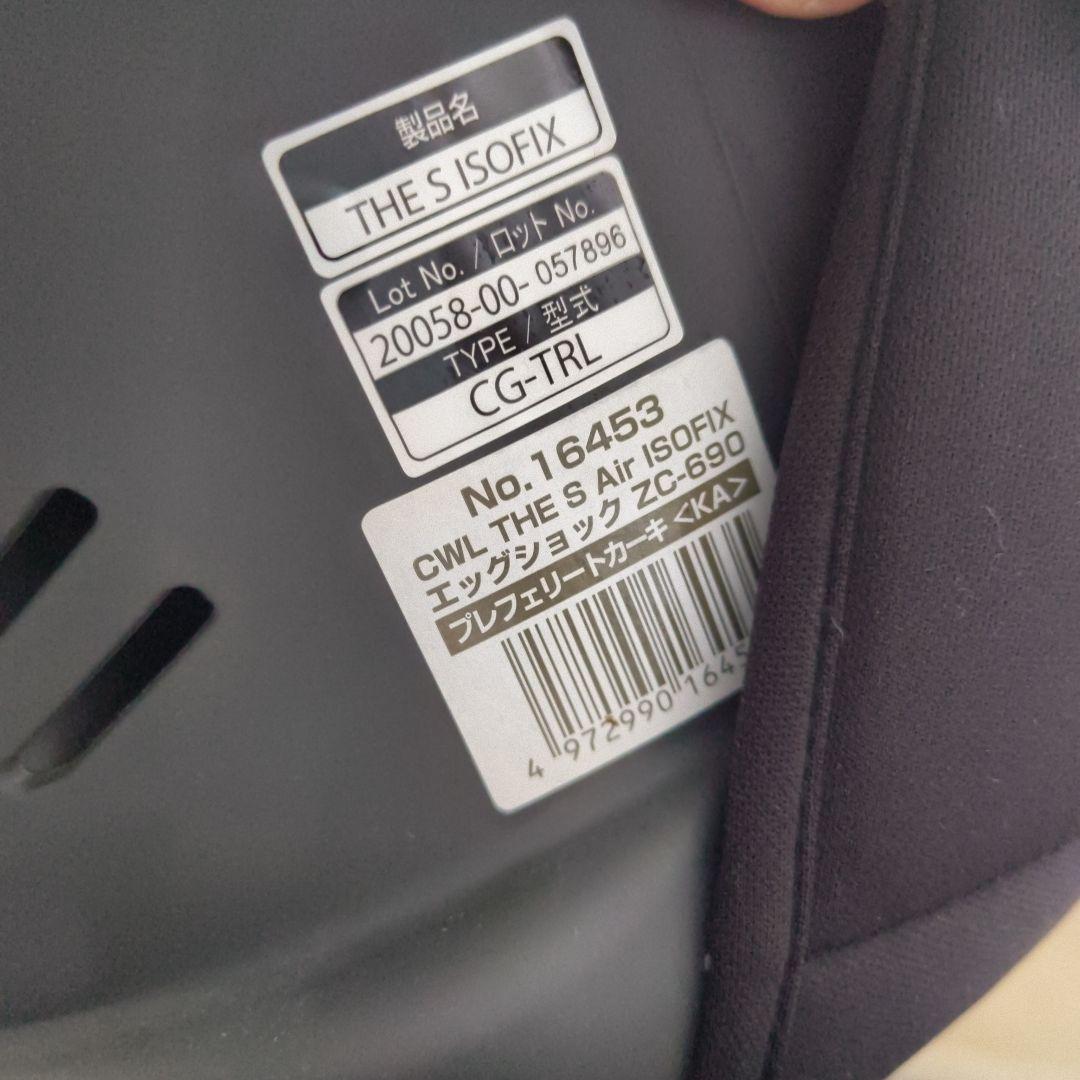 製品名
THE S ISOFIX
Lot No. / ロット No.
20058-00- 057896
TYPE / 型式
CG-TRL
No.16453
CWL THE S Air ISOFIX
エッグショック ZC-690
プレフェリートカーキ <KA>
4 972990 1645